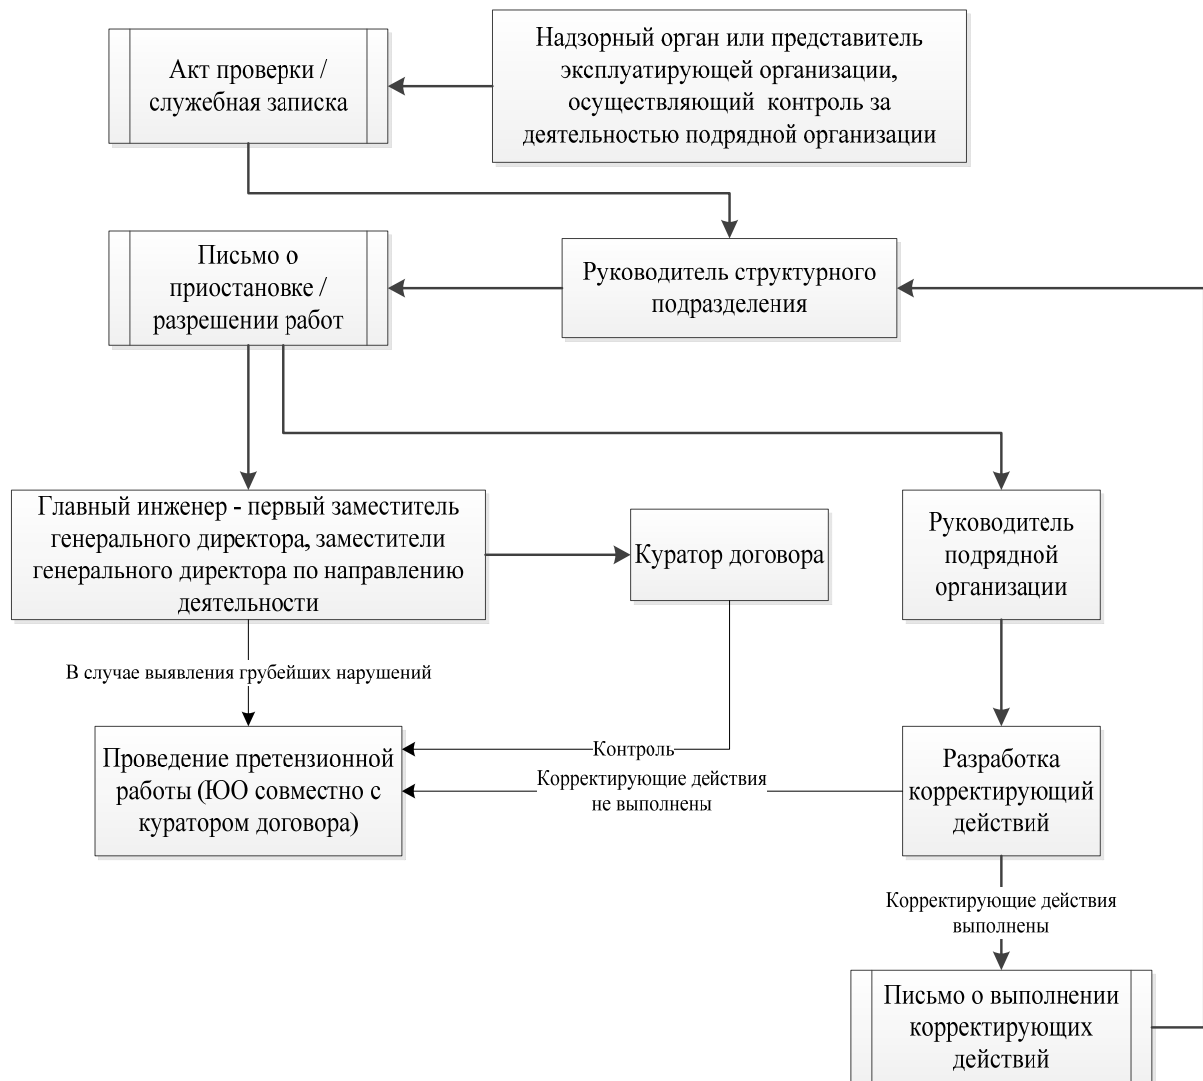 Надзорный орган или представитель
эксплуатирующей организации,
осуществляющий контроль за
деятельностью подрядной организации
Акт проверки /
служебная записка
Руководитель структурного
подразделения
Письмо о
приостановке /
разрешении работ
Главный инженер - первый заместитель
генерального директора, заместители
генерального директора по направлению
деятельности
Куратор договора
Руководитель
подрядной
организации
В случае выявления грубейших нарушений
Проведение претензионной
работы (ЮО совместно с
куратором договора)
Контроль
Корректирующие действия
не выполнены
Разработка
корректирующий
действий
Корректирующие действия
выполнены
Письмо о выполнении
корректирующих
действий